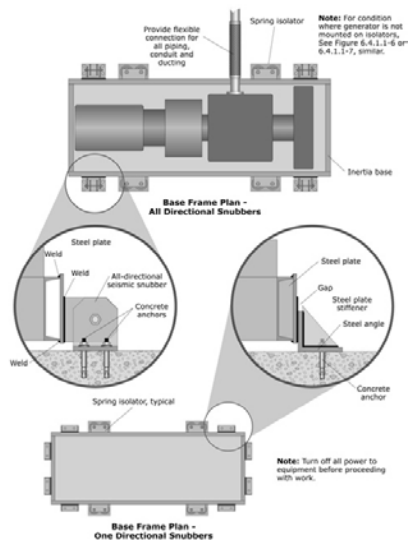 Provide flexible
connection for
all piping,
conduit and
ducting
Spring isolator
Note: For condition
where generator is not
mounted on isolators,
See Figure 6.4.1.1-6 or
6.4.1.1-7, similar.
Inertia base
Base Frame Plan -
All Directional Snubbers
Steel plate
Weld
Weld
All-directional
seismic snubber
Concrete
anchors
Weld
Steel plate
Gap
Steel plate
stiffener
Steel angle
Concrete
anchor
Spring isolator, typical
Note: Turn off all power to
equipment before proceeding
with work.
Base Frame Plan -
One Directional Snubbers